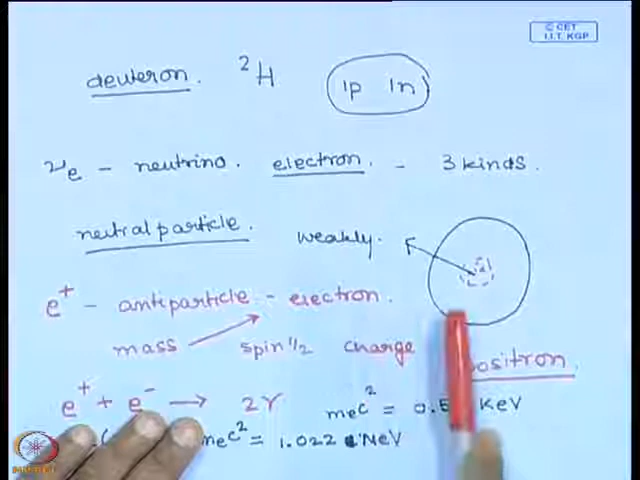 © CET
I.I.T. KGP
deuteron. ²H 1p 1n
νe - neutrino. electron. - 3 kinds.
neutral particle. weakly.
e⁺ - antiparticle - electron.
mass spin 1/2 charge
positron.
e⁺ + e⁻ → 2γ mec² = 0.5 KeV
mec² = 1.022 MeV
NPTEL